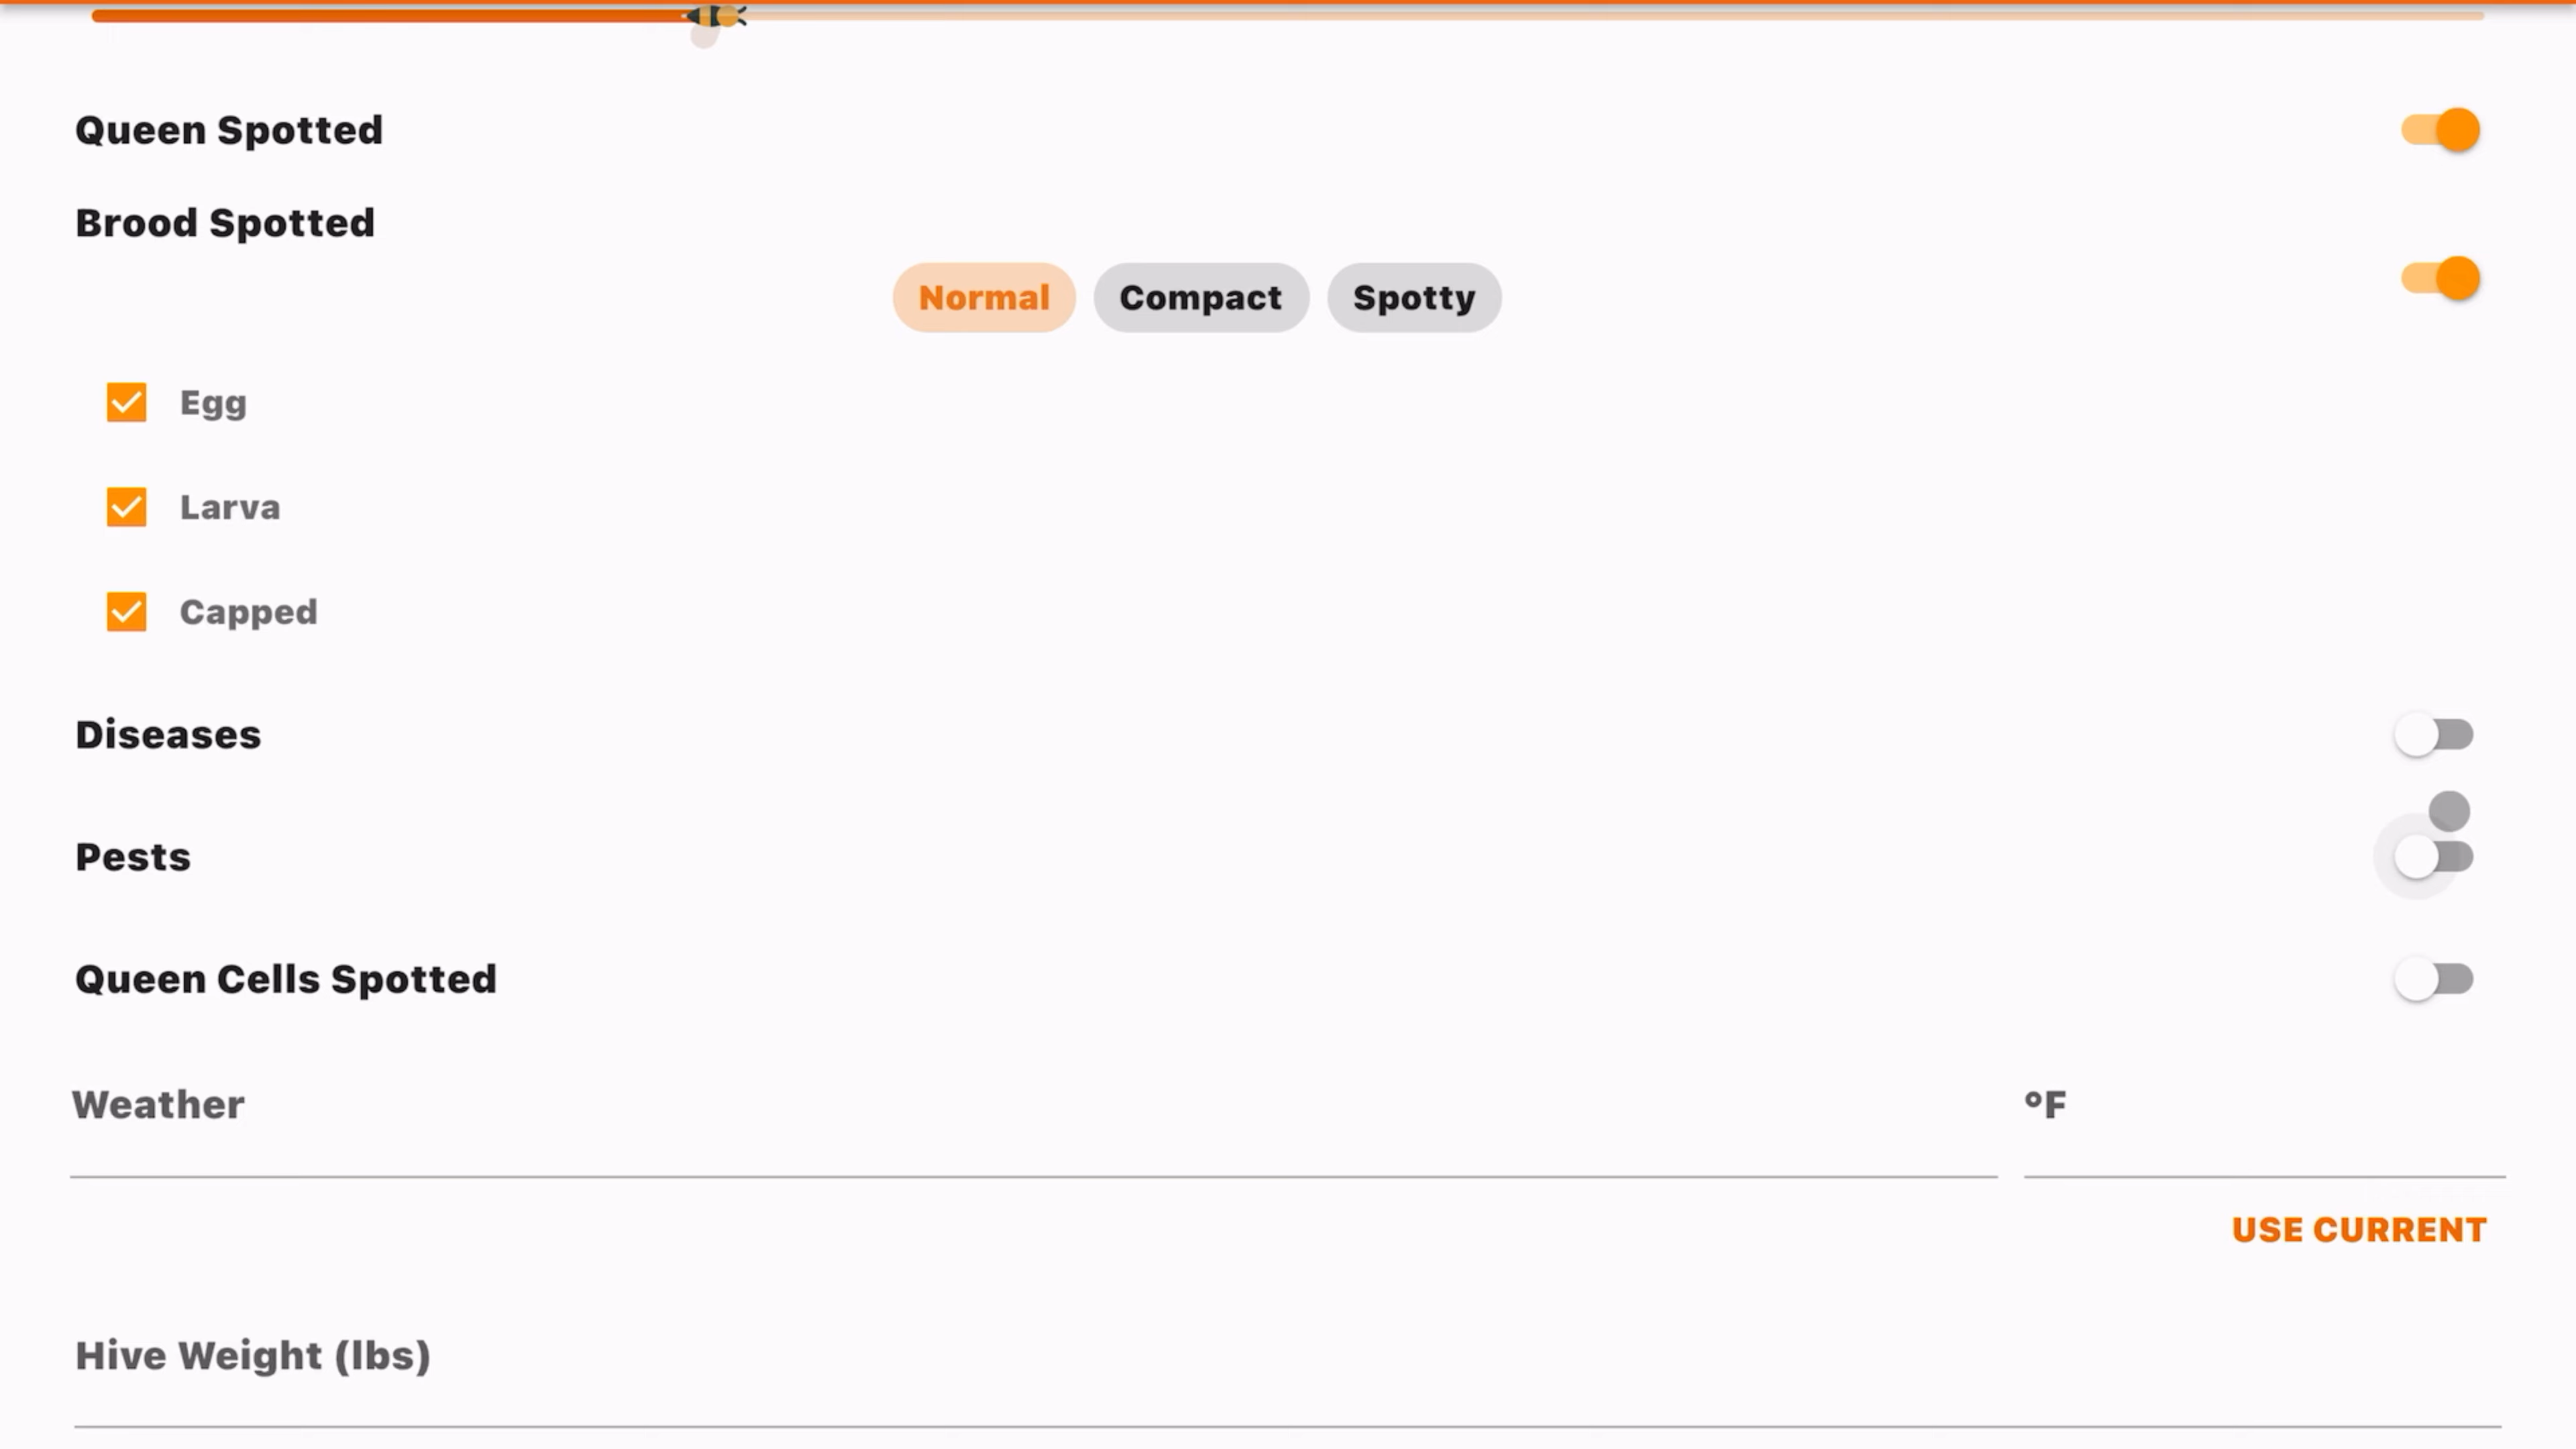 Queen Spotted
Brood Spotted
Normal Compact Spotty
Egg
Larva
Capped
Diseases
Pests
Queen Cells Spotted
Weather °F
USE CURRENT
Hive Weight (lbs)